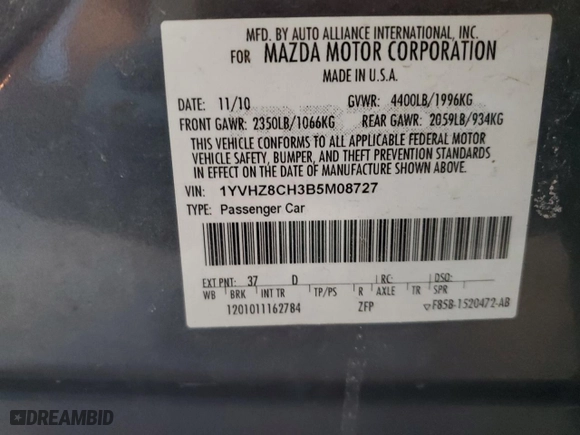 MFD. BY AUTO ALLIANCE INTERNATIONAL, INC.
FOR MAZDA MOTOR CORPORATION
MADE IN U.S.A.
DATE: 11/10 GVWR: 4400LB/1996KG
FRONT GAWR: 2350LB/1066KG REAR GAWR: 2059LB/934KG
THIS VEHICLE CONFORMS TO ALL APPLICABLE FEDERAL MOTOR
VEHICLE SAFETY, BUMPER, AND THEFT PREVENTION STANDARDS
IN EFFECT ON THE DATE OF MANUFACTURE SHOWN ABOVE.
VIN: 1YVHZ8CH3B5M08727
TYPE: Passenger Car
EXT PNT: 37 D RC: DSO:
WB BRK INT TR TP/PS R AXLE TR SPR
1201011162784 ZFP F85B-1520472-AB
DREAMBID